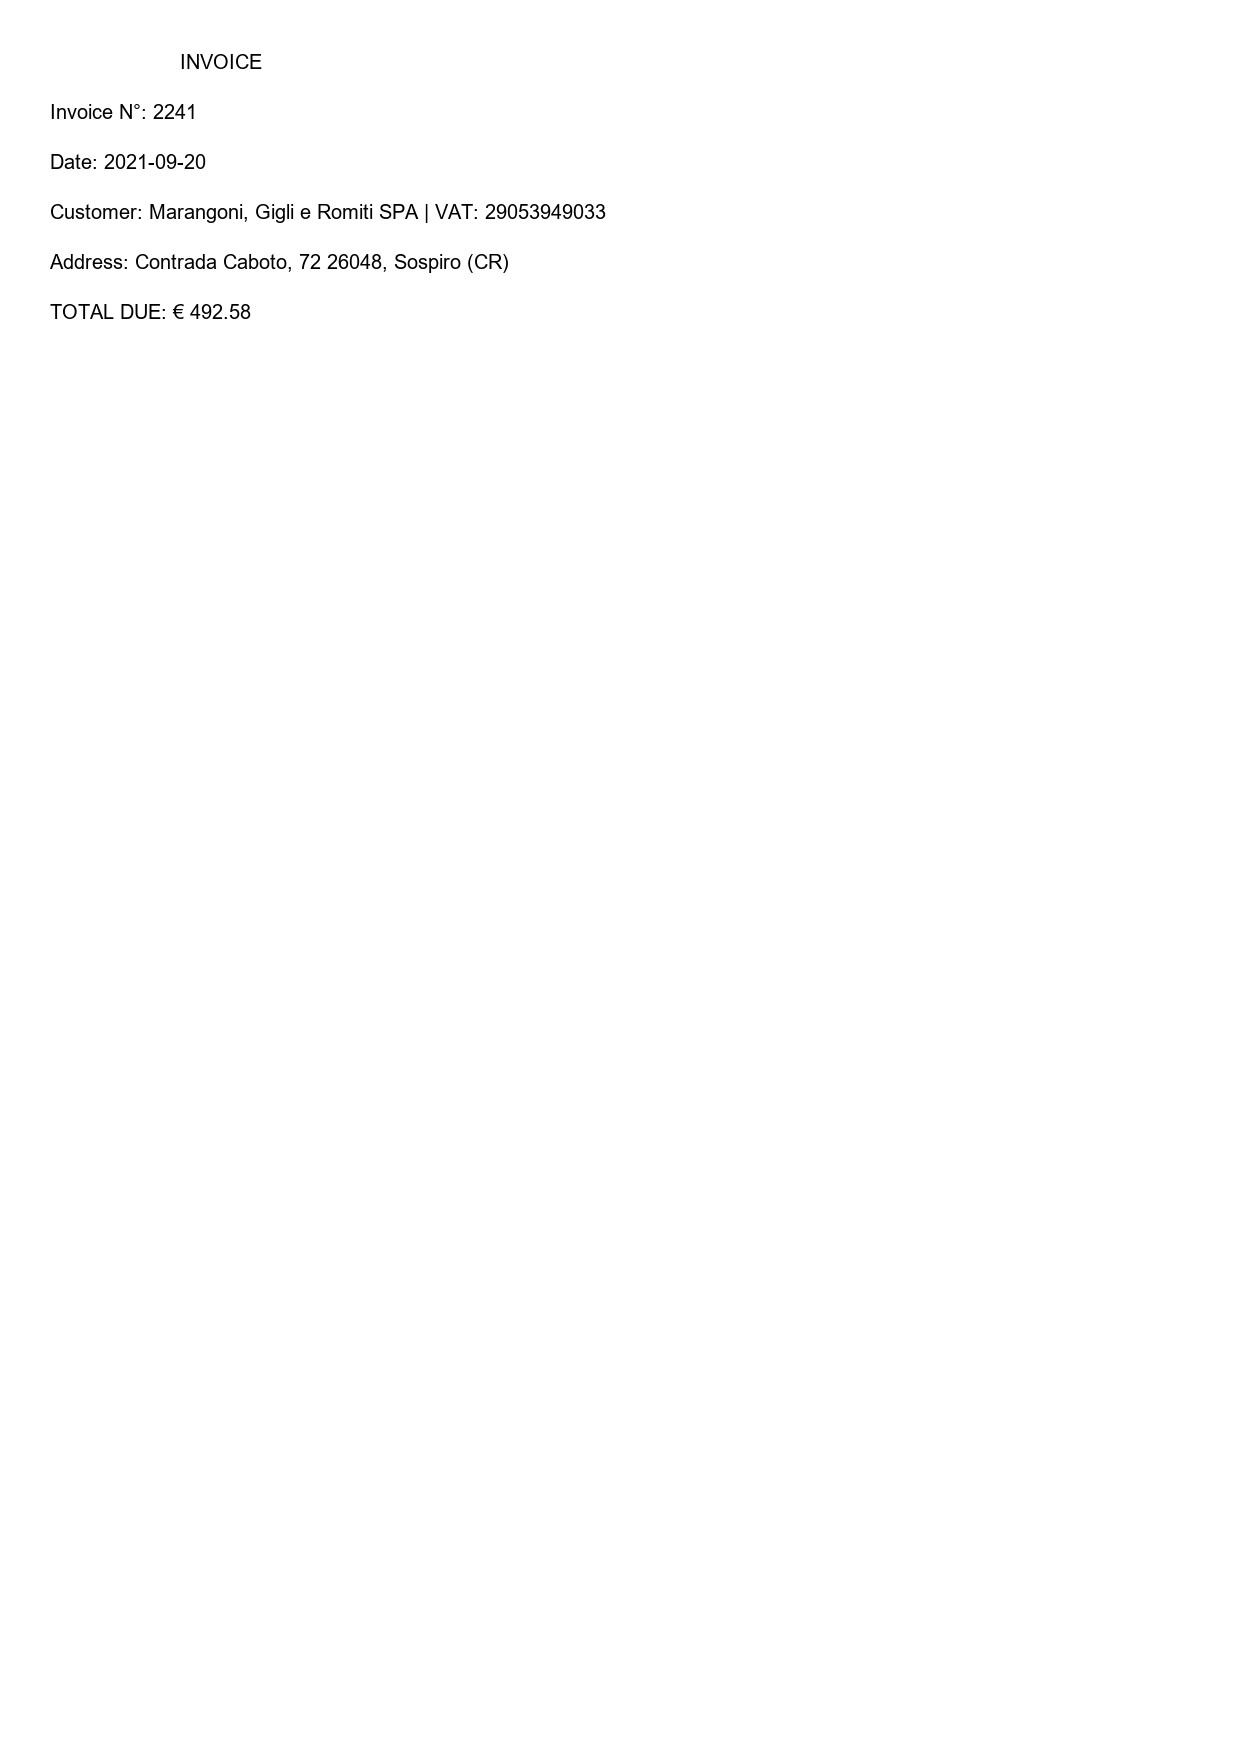 INVOICE
Invoice N°: 2241
Date: 2021-09-20
Customer: Marangoni, Gigli e Romiti SPA | VAT: 29053949033
Address: Contrada Caboto, 72 26048, Sospiro (CR)
TOTAL DUE: € 492.58